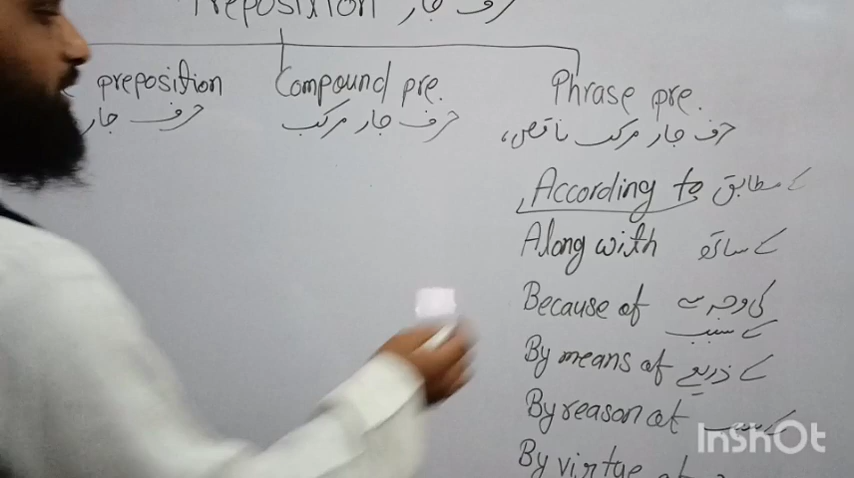 Preposition حرف جار
preposition Compound pre. Phrase pre.
حرف جار حرف جار مرکب حرف جار مرکب ناقص،
According to کے مطابق
Along with کے ساتھ
Because of کی وجہ سے
کے سبب
By means of کے ذریعے
By reason of کے سبب
By virtue of
InShOt